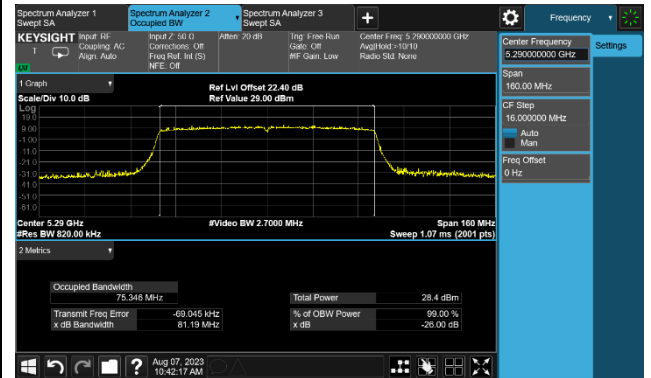 Spectrum Analyzer 1
Swept SA
Spectrum Analyzer 2
Occupied BW
Spectrum Analyzer 3
Swept SA
+
Frequency
KEYSIGHT
Input: RF
Coupling: AC
Align: Auto
Input Z: 50 Ω
Corrections: Off
Freq Ref: Int (S)
NFE: Off
Atten: 20 dB
Trig: Free Run
Gate: Off
#IF Gain: Low
Center Freq: 5.290000000 GHz
Avg|Hold:>10/10
Radio Std: None
Center Frequency
5.290000000 GHz
Settings
Span
160.00 MHz
CF Step
16.000000 MHz
Auto
Man
Freq Offset
0 Hz
1 Graph
Scale/Div 10.0 dB
Ref Lvl Offset 22.40 dB
Ref Value 29.00 dBm
Log
19.0
9.00
-1.00
-11.0
-21.0
-31.0
-41.0
-51.0
-61.0
Center 5.29 GHz
#Res BW 820.00 kHz
#Video BW 2.7000 MHz
Span 160 MHz
Sweep 1.07 ms (2001 pts)
2 Metrics
Occupied Bandwidth
75.346 MHz
Total Power
28.4 dBm
Transmit Freq Error
-69.045 kHz
% of OBW Power
99.00 %
x dB Bandwidth
81.19 MHz
x dB
-26.00 dB
?
Aug 07, 2023
10:42:17 AM